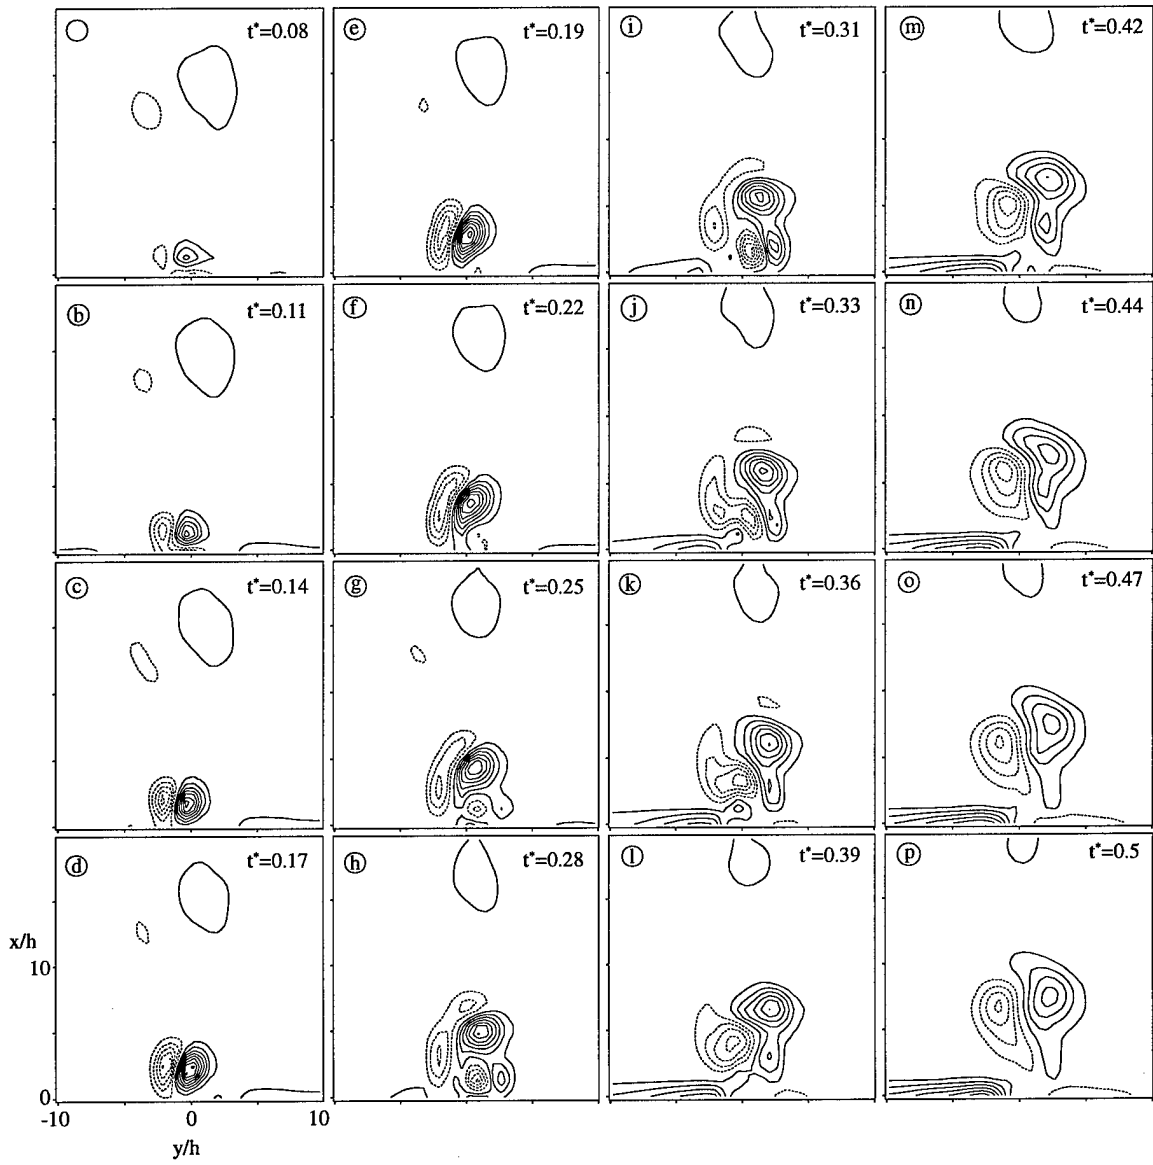 t*=0.08
ⓔ t*=0.19
ⓘ t*=0.31
ⓜ t*=0.42
ⓑ t*=0.11
ⓕ t*=0.22
ⓙ t*=0.33
ⓝ t*=0.44
ⓒ t*=0.14
ⓖ t*=0.25
ⓚ t*=0.36
ⓞ t*=0.47
ⓓ t*=0.17
ⓗ t*=0.28
ⓛ t*=0.39
ⓟ t*=0.5
x/h
10
0
-10 0 10
y/h